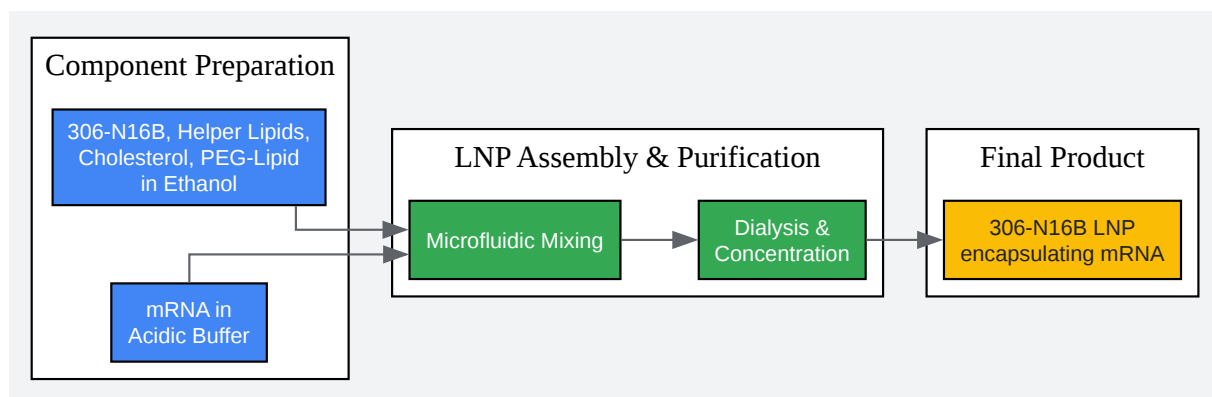 Component Preparation
306-N16B, Helper Lipids,
Cholesterol, PEG-Lipid
in Ethanol
mRNA in
Acidic Buffer
LNP Assembly & Purification
Microfluidic Mixing
Dialysis &
Concentration
Final Product
306-N16B LNP
encapsulating mRNA